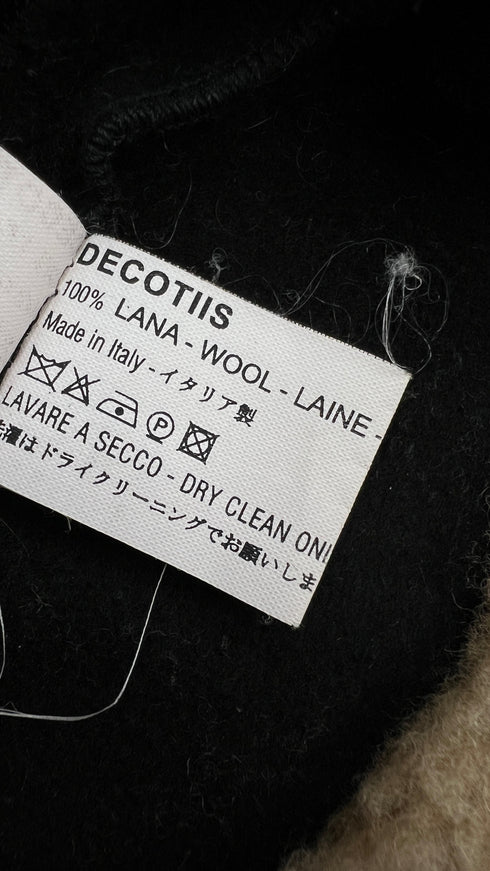 DECOTIIS
100% LANA - WOOL - LAINE -
Made in Italy - イタリア製
P
LAVARE A SECCO - DRY CLEAN ONL
洗濯はドライクリーニングでお願いしま